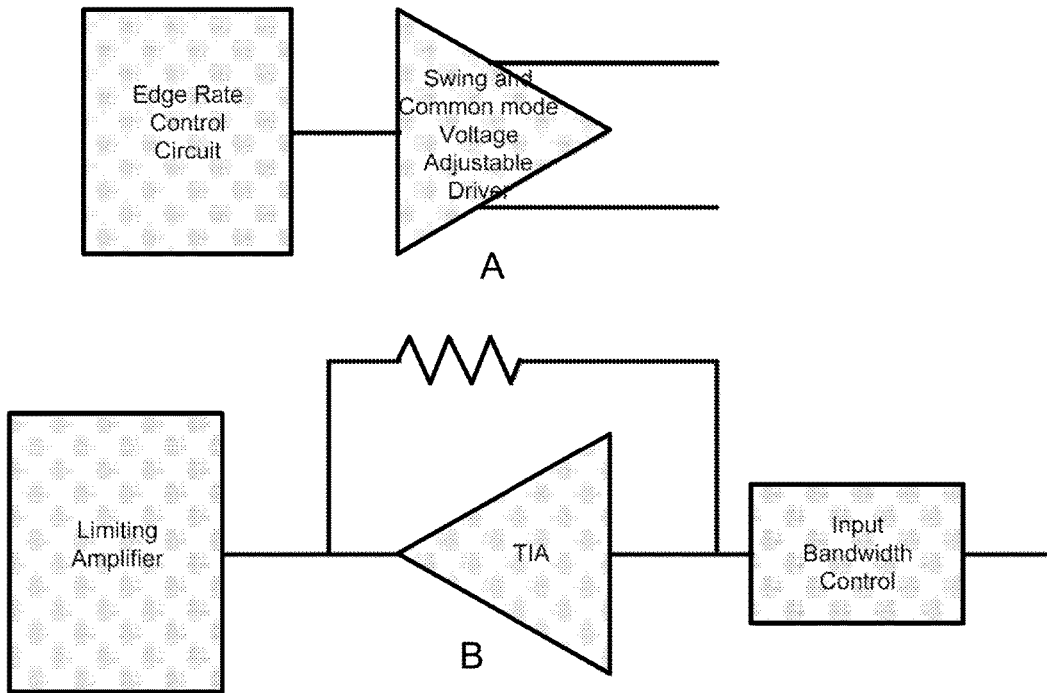 Edge Rate
Control
Circuit
Swing and
Common mode
Voltage
Adjustable
Driver
A
Limiting
Amplifier
TIA
Input
Bandwidth
Control
B